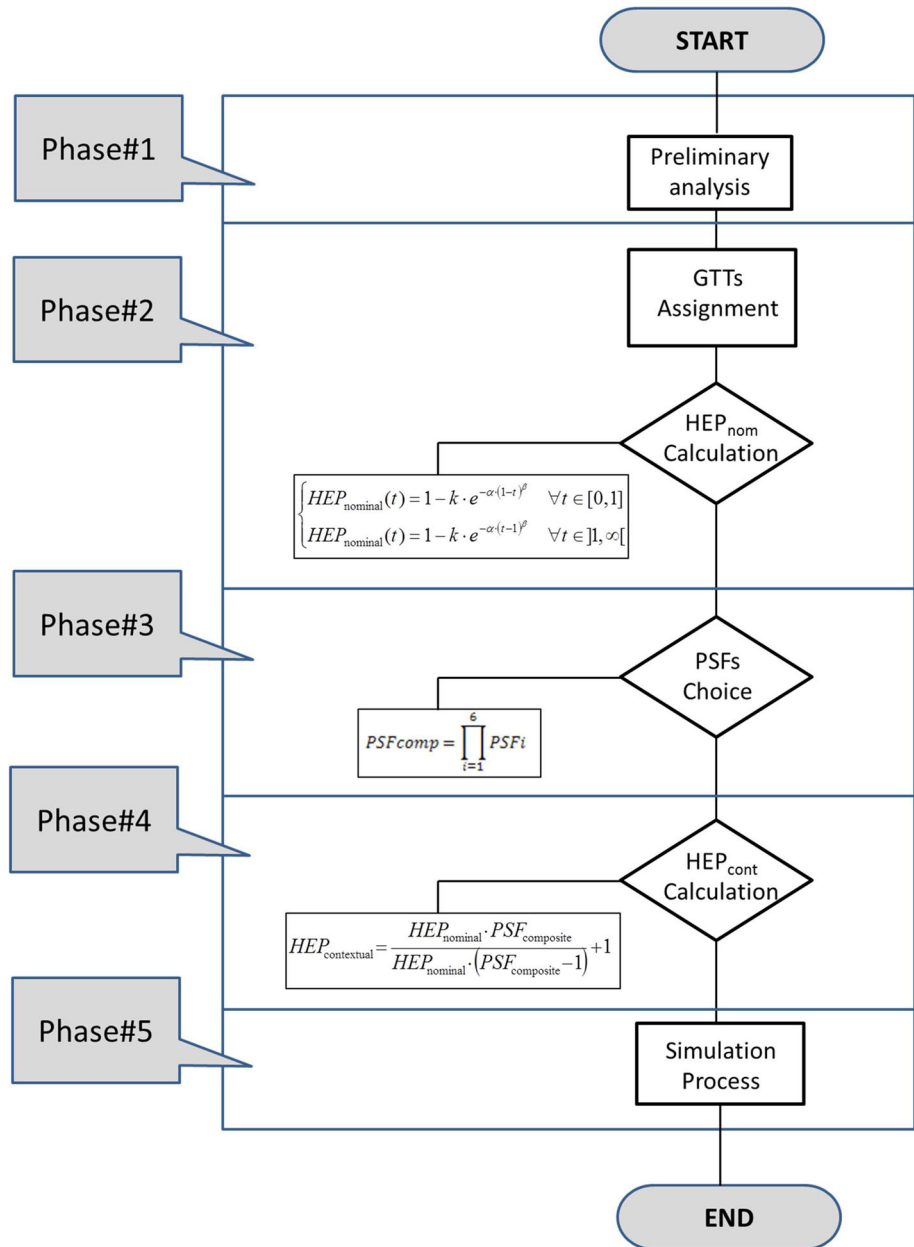 START
Phase#1
Preliminary
analysis
Phase#2
GTTs
Assignment
HEPnom
Calculation
HEPnominal(t) = 1 − k · e^−α·(1−t)^β ∀t ∈ [0,1]
HEPnominal(t) = 1 − k · e^−α·(t−1)^β ∀t ∈ ]1,∞[
Phase#3
PSFs
Choice
PSFcomp = ∏ i=1 6 PSFi
Phase#4
HEPcont
Calculation
HEPcontextual = HEPnominal · PSFcomposite / HEPnominal · (PSFcomposite − 1) + 1
Phase#5
Simulation
Process
END